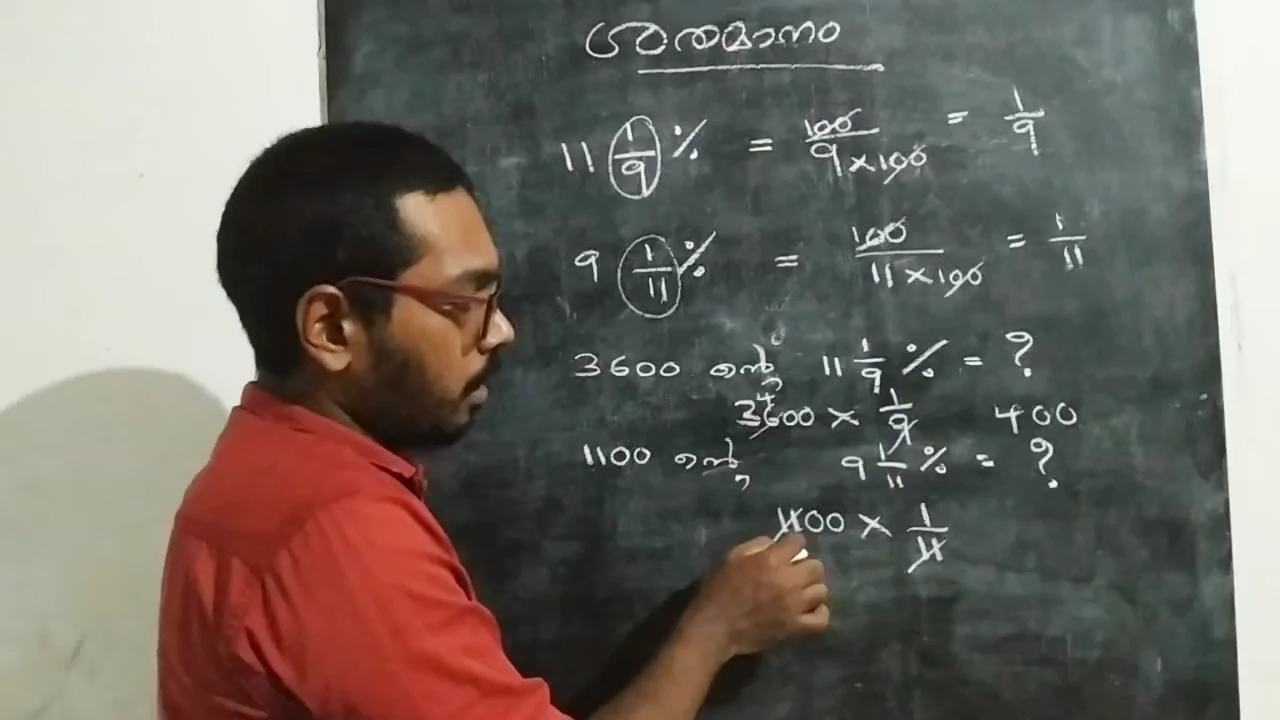 ശതമാനം
11 1/9 % = 100/9×100 = 1/9
9 1/11 % = 100/11×100 = 1/11
3600 ൻ്റെ 11 1/9 % = ?
3600 × 1/9 400
1100 ൻ്റെ 9 1/11 % = ?
1100 × 1/11